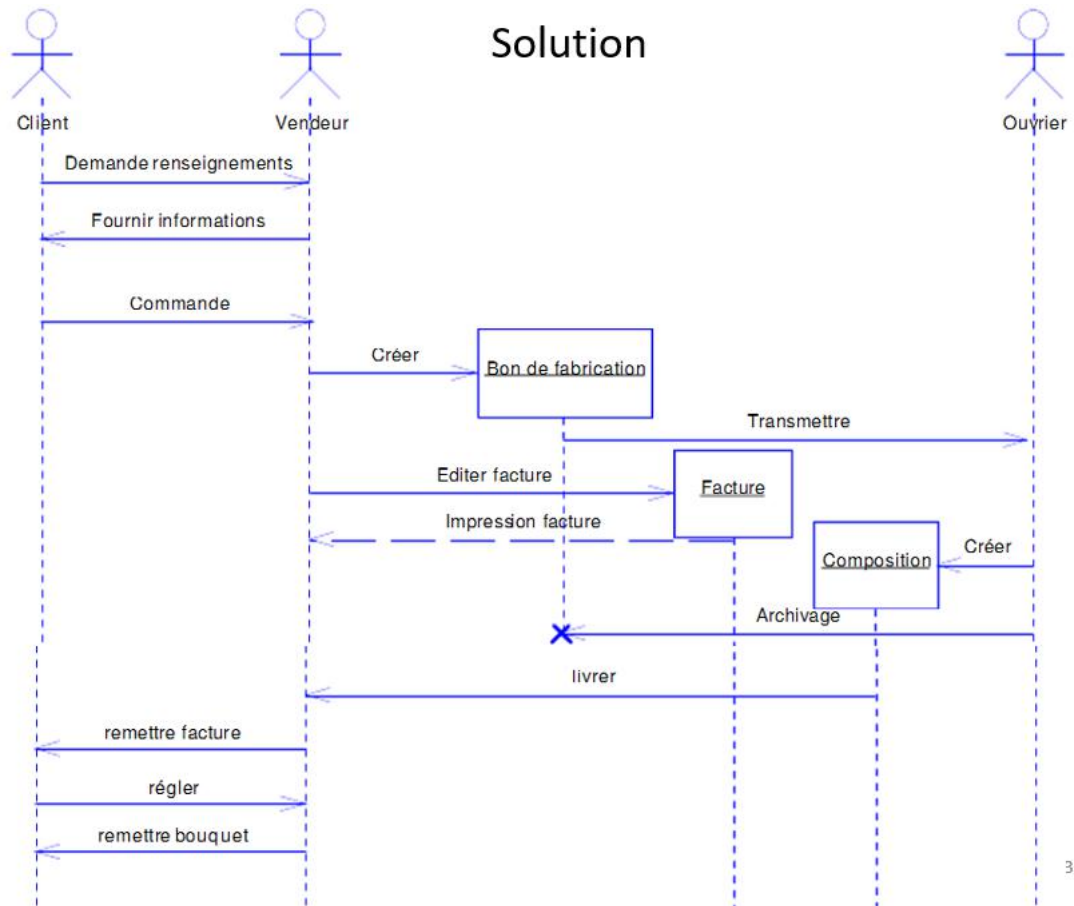 Solution
Client
Vendeur
Ouvrier
Demande renseignements
Fournir informations
Commande
Créer
Bon de fabrication
Transmettre
Editer facture
Facture
Impression facture
Composition
Créer
Archivage
livrer
remettre facture
régler
remettre bouquet
3